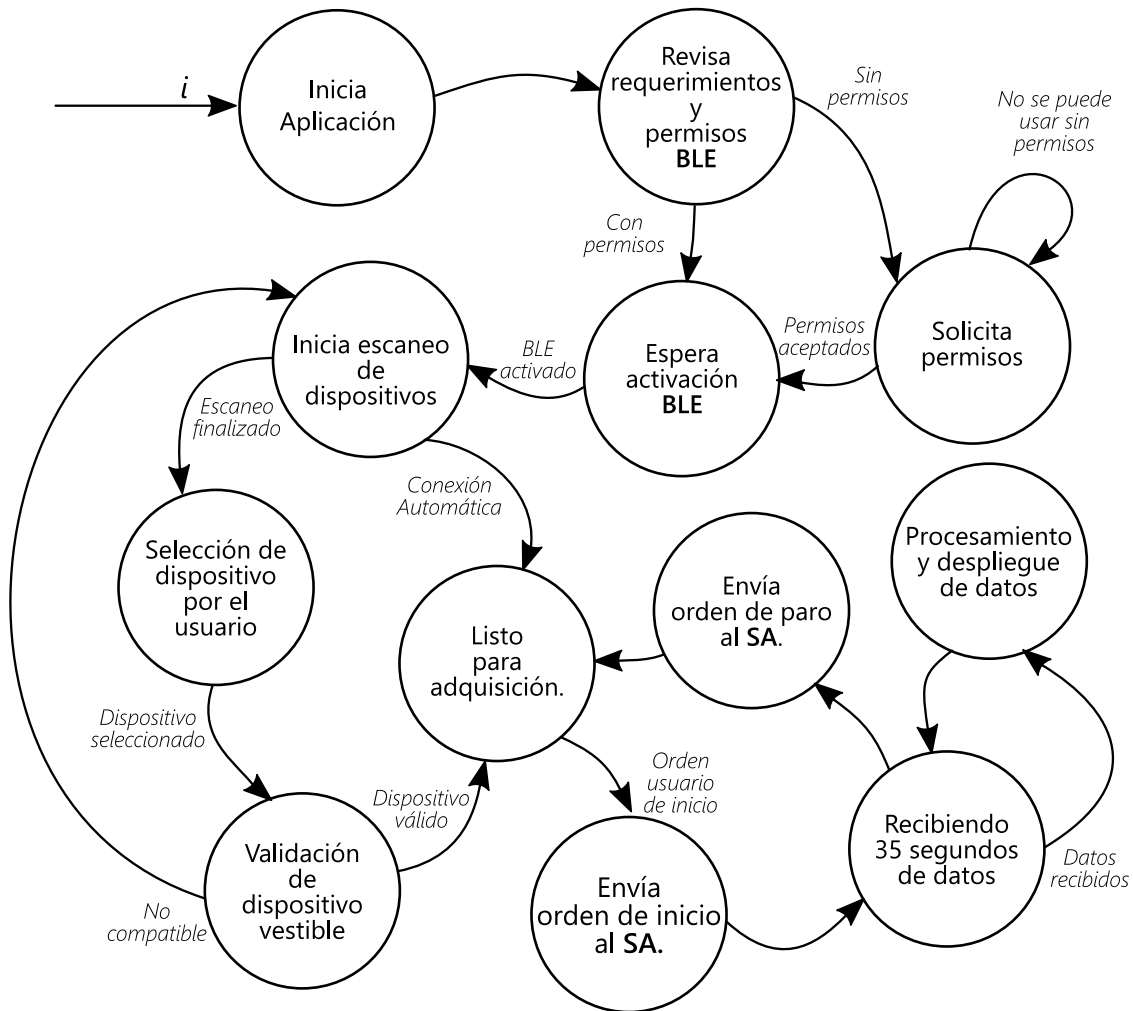 i
Inicia
Aplicación
Revisa
requerimientos
y
permisos
BLE
Sin
permisos
No se puede
usar sin
permisos
Con
permisos
Solicita
permisos
Permisos
aceptados
Espera
activación
BLE
BLE
activado
Inicia escaneo
de
dispositivos
Escaneo
finalizado
Conexión
Automática
Selección de
dispositivo
por el
usuario
Dispositivo
seleccionado
Validación
de
dispositivo
vestible
No
compatible
Dispositivo
válido
Listo
para
adquisición.
Orden
usuario
de inicio
Envía
orden de inicio
al SA.
Recibiendo
35 segundos
de datos
Datos
recibidos
Procesamiento
y despliegue
de datos
Envía
orden de paro
al SA.